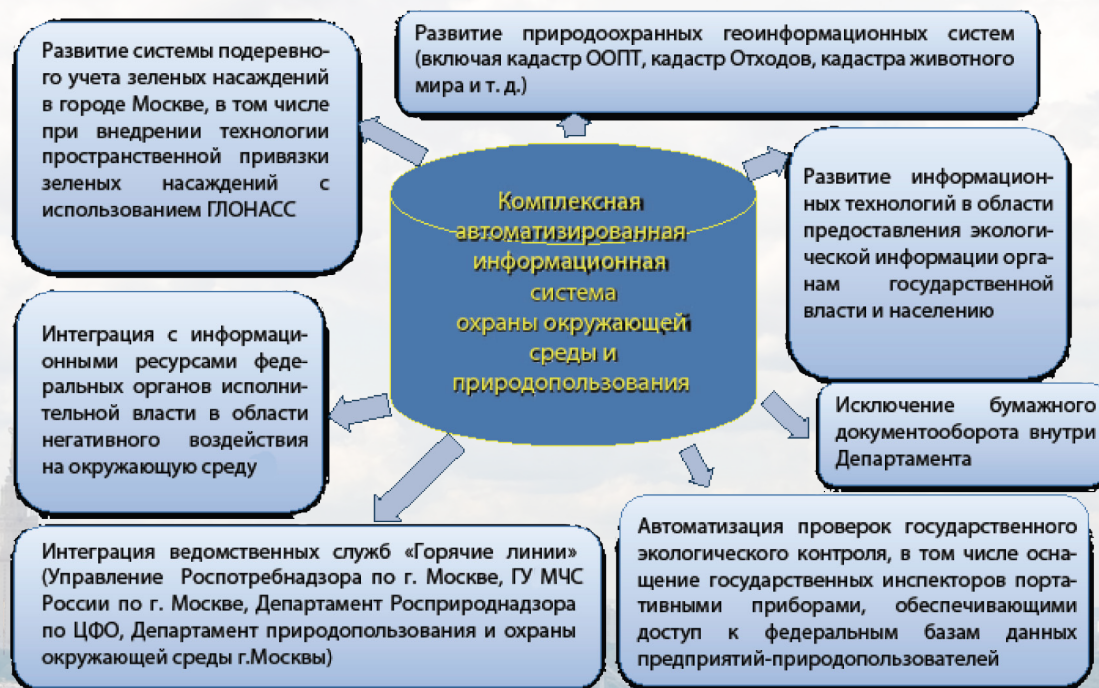 Развитие системы подеревно-
го учета зеленых насаждений
в городе Москве, в том числе
при внедрении технологии
пространственной привязки
зеленых насаждений с
использованием ГЛОНАСС
Развитие природоохранных геоинформационных систем
(включая кадастр ООПТ, кадастр Отходов, кадастра животного
мира и т. д.)
Развитие информацион-
ных технологий в области
предоставления экологи-
ческой информации орга-
нам государственной
власти и населению
Комплексная
автоматизированная
информационная
система
охраны окружающей
среды и
природопользования
Интеграция с информаци-
онными ресурсами феде-
ральных органов исполни-
тельной власти в области
негативного воздействия
на окружающую среду
Исключение бумажного
документооборота внутри
Департамента
Интеграция ведомственных служб «Горячие линии»
(Управление Роспотребнадзора по г. Москве, ГУ МЧС
России по г. Москве, Департамент Росприроднадзора
по ЦФО, Департамент природопользования и охраны
окружающей среды г.Москвы)
Автоматизация проверок государственного
экологического контроля, в том числе осна-
щение государственных инспекторов порта-
тивными приборами, обеспечивающими
доступ к федеральным базам данных
предприятий-природопользователей